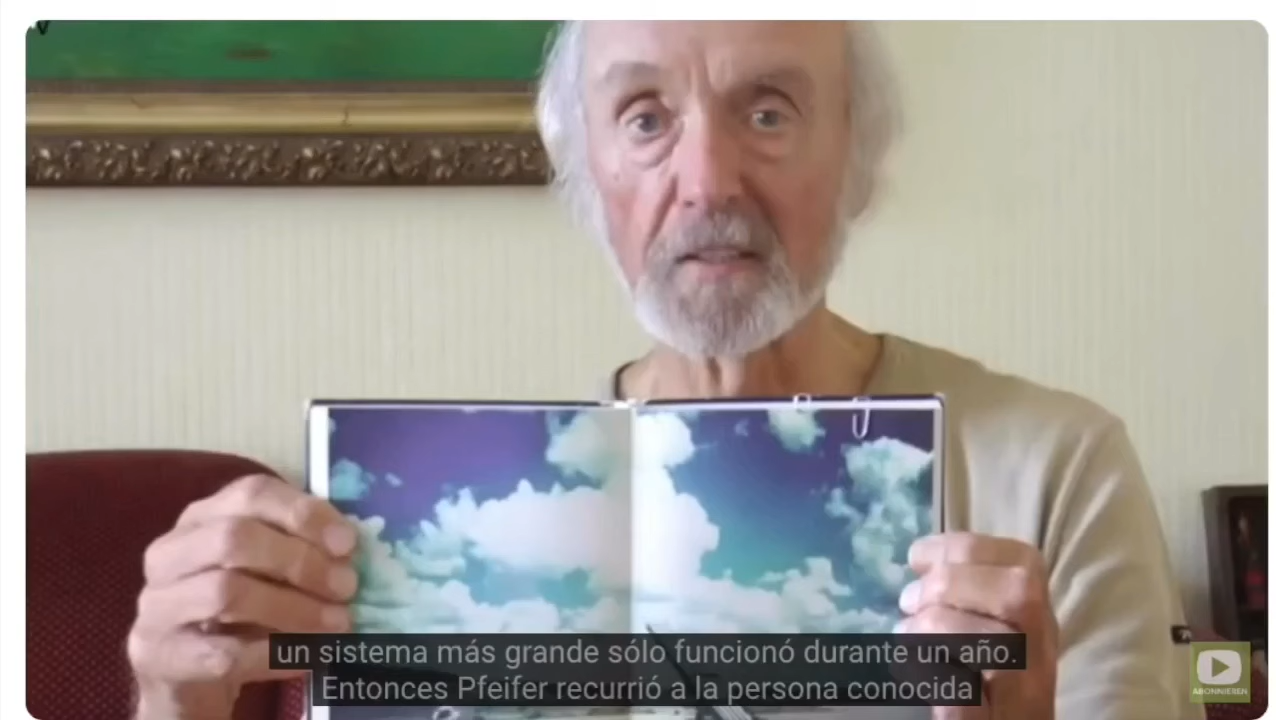 un sistema más grande sólo funcionó durante un año.
Entonces Pfeifer recurrió a la persona conocida
ABONNIEREN